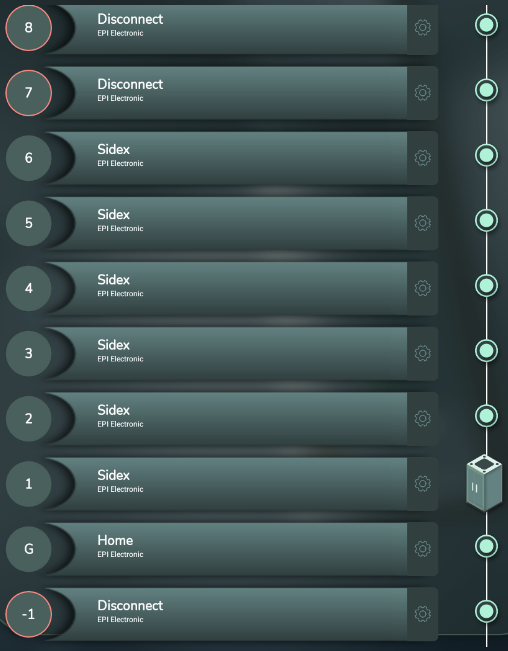 8
Disconnect
EPI Electronic
7
Disconnect
EPI Electronic
6
Sidex
EPI Electronic
5
Sidex
EPI Electronic
4
Sidex
EPI Electronic
3
Sidex
EPI Electronic
2
Sidex
EPI Electronic
1
Sidex
EPI Electronic
G
Home
EPI Electronic
-1
Disconnect
EPI Electronic